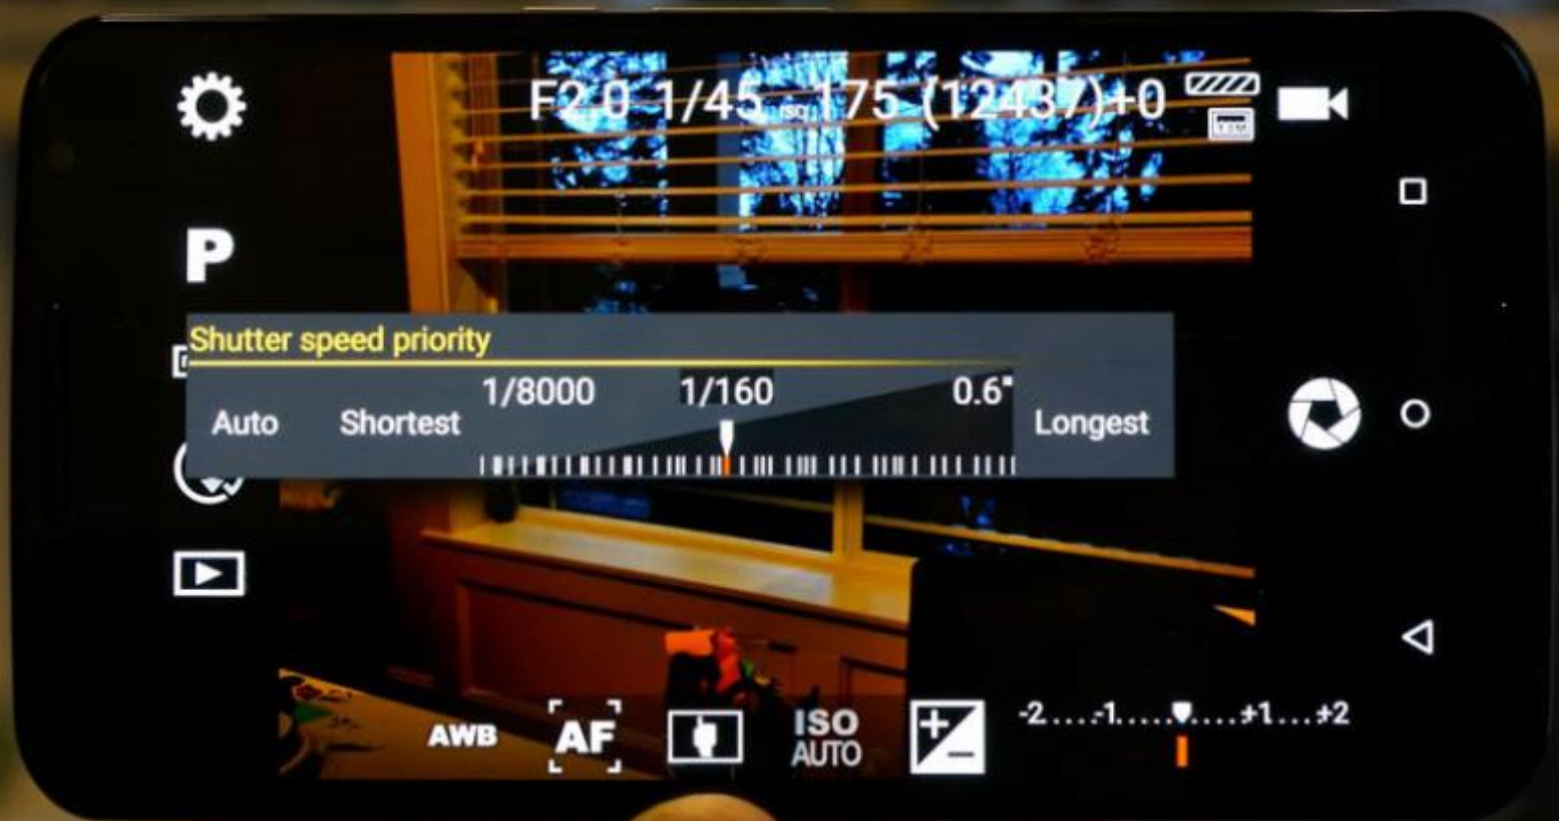 F2.0 1/45 ISO 175 (12437)+0
P
Shutter speed priority
1/8000 1/160 0.6"
Auto Shortest Longest
AWB AF ISO AUTO + -
-2....-1..... ....+1...+2